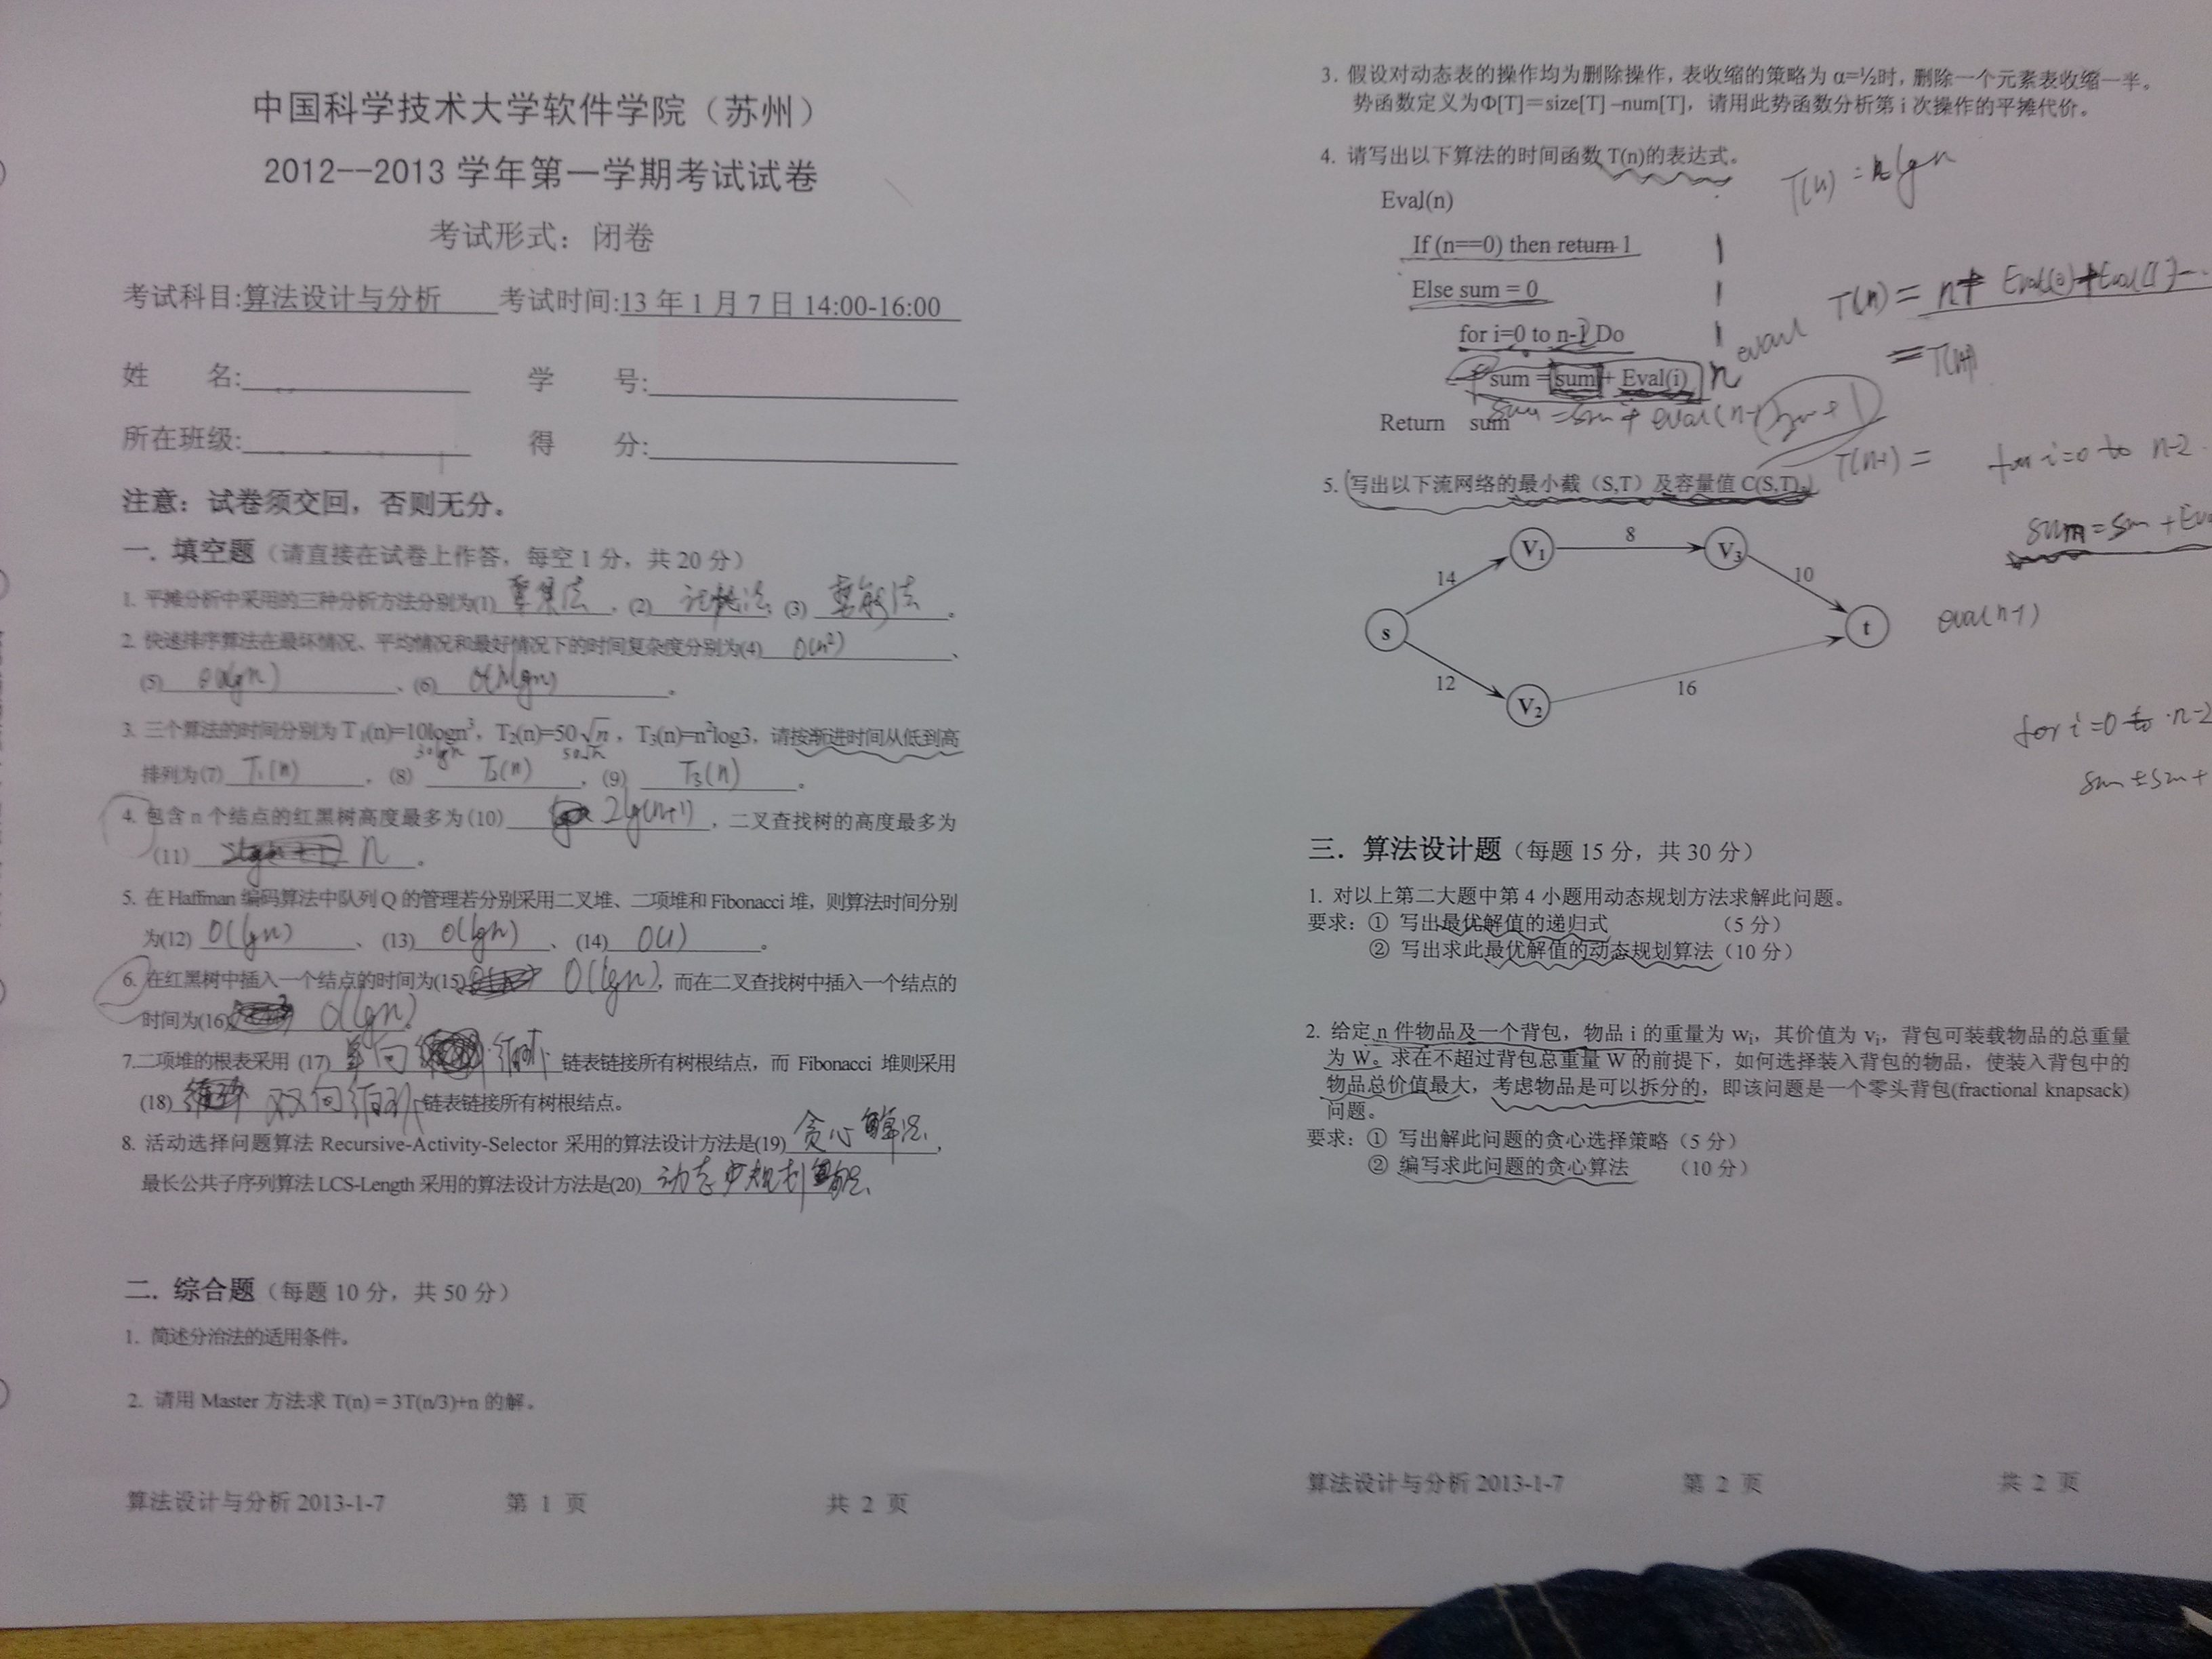 中国科学技术大学软件学院（苏州）
2012--2013 学年第一学期考试试卷
考试形式：闭卷
考试科目:算法设计与分析 考试时间:13 年 1 月 7 日 14:00-16:00
姓 名: 学 号:
所在班级: 得 分:
注意：试卷须交回，否则无分。
一. 填空题（请直接在试卷上作答，每空 1 分，共 20 分）
1. 平摊分析中采用的三种分析方法分别为(1) 聚集法 ，(2) 记账法 ，(3) 势能法 。
2. 快速排序算法在最坏情况、平均情况和最好情况下的时间复杂度分别为(4) O(n²) 、
(5) 、(6) O(nlgn) 。
3. 三个算法的时间分别为 T₁(n)=10logn³，T₂(n)=50√n，T₃(n)=n²log3，请按渐进时间从低到高
30lgn 50√n
排列为(7) T₁(n) ，(8) T₂(n) ，(9) T₃(n) 。
4. 包含 n 个结点的红黑树高度最多为(10) 2lg(n+1) ，二叉查找树的高度最多为
(11) n 。
5. 在 Haffman 编码算法中队列 Q 的管理若分别采用二叉堆、二项堆和 Fibonacci 堆，则算法时间分别
为(12) O(lgn) 、(13) O(lgn) 、(14) O(1) 。
6. 在红黑树中插入一个结点的时间为(15) O(lgn) ，而在二叉查找树中插入一个结点的
时间为(16) O(lgn) 。
7.二项堆的根表采用 (17) 单向 链表链接所有树根结点，而 Fibonacci 堆则采用
(18) 双向循环 链表链接所有树根结点。
8. 活动选择问题算法 Recursive-Activity-Selector 采用的算法设计方法是(19) 贪心算法 ，
最长公共子序列算法 LCS-Length 采用的算法设计方法是(20) 动态规划
二. 综合题（每题 10 分，共 50 分）
1. 简述分治法的适用条件。
2. 请用 Master 方法求 T(n) = 3T(n/3)+n 的解。
算法设计与分析 2013-1-7 第 1 页 共 2 页
3. 假设对动态表的操作均为删除操作，表收缩的策略为 α=½时，删除一个元素表收缩一半。
势函数定义为Φ[T]＝size[T] –num[T]，请用此势函数分析第 i 次操作的平摊代价。
4. 请写出以下算法的时间函数 T(n)的表达式。
T(n) = nlgn
Eval(n)
If (n==0) then return 1 1
Else sum = 0 1
T(n) = n+ Eval(0)+Eval(1)...
for i=0 to n-1 Do 1
sum = sum + Eval(i) n
Return sum
sum = sum + eval(n-1)
T(n-1) = for i=0 to n-2
sum = sum + Eva
5. 写出以下流网络的最小截（S,T）及容量值 C(S,T)。
V₁ 8 V₃
14 10
s t
12 16
V₂
eval(n-1)
for i=0 to n-2
sum = sum +
三. 算法设计题（每题 15 分，共 30 分）
1. 对以上第二大题中第 4 小题用动态规划方法求解此问题。
要求：① 写出最优解值的递归式 （5 分）
② 写出求此最优解值的动态规划算法（10 分）
2. 给定 n 件物品及一个背包，物品 i 的重量为 wᵢ，其价值为 vᵢ，背包可装载物品的总重量
为 W。求在不超过背包总重量 W 的前提下，如何选择装入背包的物品，使装入背包中的
物品总价值最大，考虑物品是可以拆分的，即该问题是一个零头背包(fractional knapsack)
问题。
要求：① 写出解此问题的贪心选择策略（5 分）
② 编写求此问题的贪心算法 （10 分）
算法设计与分析 2013-1-7 第 2 页 共 2 页